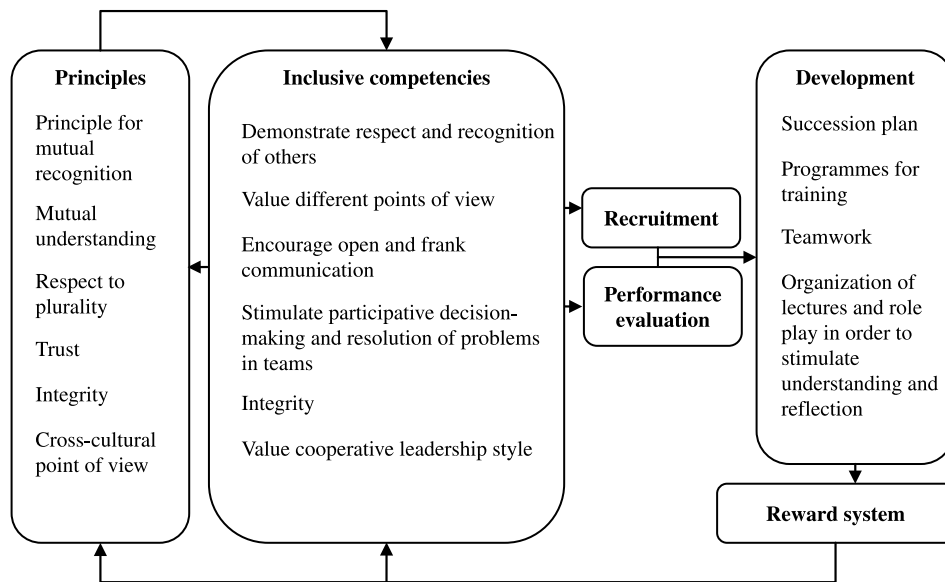 Principles
Principle for
mutual
recognition
Mutual
understanding
Respect to
plurality
Trust
Integrity
Cross-cultural
point of view
Inclusive competencies
Demonstrate respect and recognition
of others
Value different points of view
Encourage open and frank
communication
Stimulate participative decision-
making and resolution of problems
in teams
Integrity
Value cooperative leadership style
Recruitment
Performance
evaluation
Development
Succession plan
Programmes for
training
Teamwork
Organization of
lectures and role
play in order to
stimulate
understanding and
reflection
Reward system